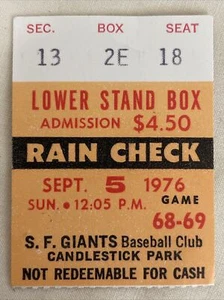 SEC. BOX SEAT
13 2E 18
LOWER STAND BOX
ADMISSION $4.50
RAIN CHECK
SEPT. 5 1976
SUN. • 12:05 P.M. GAME
68-69
S. F. GIANTS Baseball Club
CANDLESTICK PARK
NOT REDEEMABLE FOR CASH